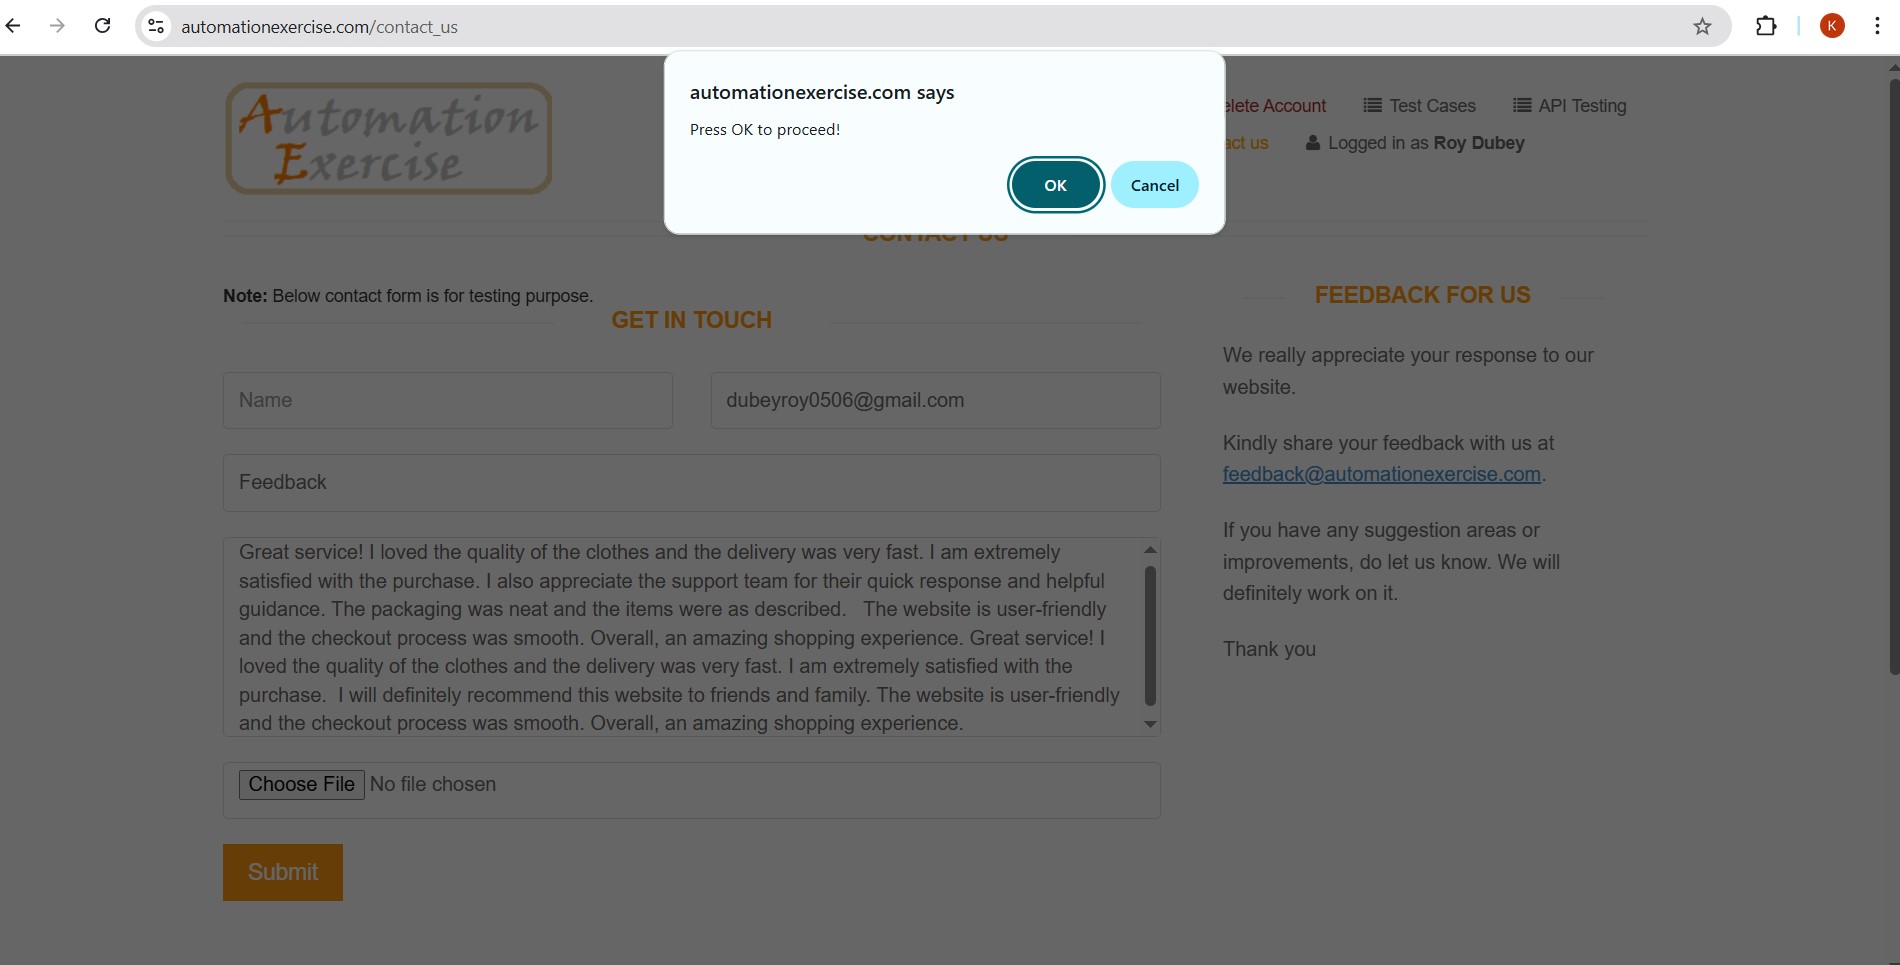 automationexercise.com/contact_us
K
automationexercise.com says
Press OK to proceed!
OK
Cancel
Automation
Exercise
elete Account
Test Cases
API Testing
act us
Logged in as Roy Dubey
CONTACT US
Note: Below contact form is for testing purpose.
GET IN TOUCH
Name
dubeyroy0506@gmail.com
Feedback
Great service! I loved the quality of the clothes and the delivery was very fast. I am extremely
satisfied with the purchase. I also appreciate the support team for their quick response and helpful
guidance. The packaging was neat and the items were as described.   The website is user-friendly
and the checkout process was smooth. Overall, an amazing shopping experience. Great service! I
loved the quality of the clothes and the delivery was very fast. I am extremely satisfied with the
purchase.  I will definitely recommend this website to friends and family. The website is user-friendly
and the checkout process was smooth. Overall, an amazing shopping experience.
Choose File No file chosen
Submit
FEEDBACK FOR US
We really appreciate your response to our
website.
Kindly share your feedback with us at
feedback@automationexercise.com.
If you have any suggestion areas or
improvements, do let us know. We will
definitely work on it.
Thank you